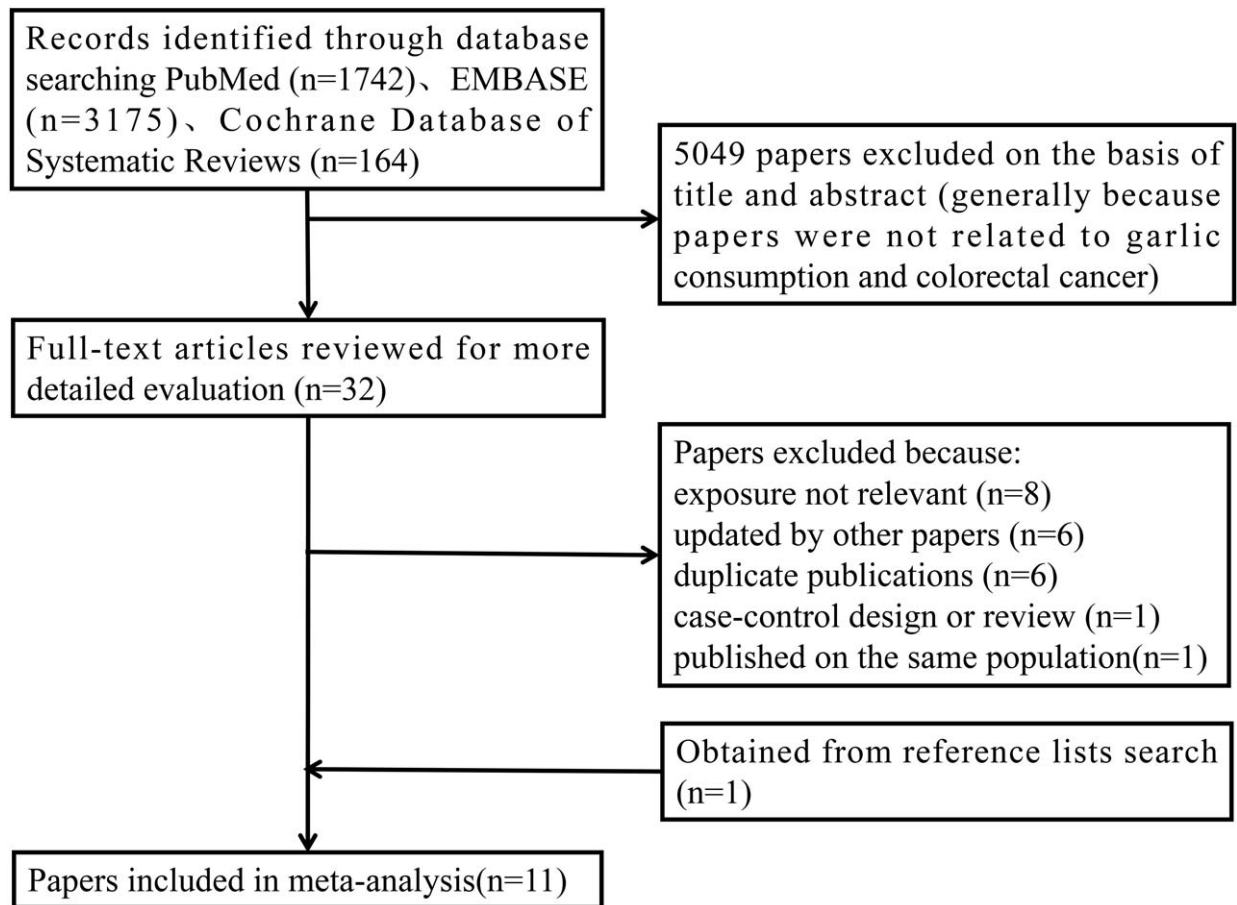 Records identified through database
searching PubMed (n=1742)、EMBASE
(n=3175)、Cochrane Database of
Systematic Reviews (n=164)
5049 papers excluded on the basis of
title and abstract (generally because
papers were not related to garlic
consumption and colorectal cancer)
Full-text articles reviewed for more
detailed evaluation (n=32)
Papers excluded because:
exposure not relevant (n=8)
updated by other papers (n=6)
duplicate publications (n=6)
case-control design or review (n=1)
published on the same population(n=1)
Obtained from reference lists search
(n=1)
Papers included in meta-analysis(n=11)